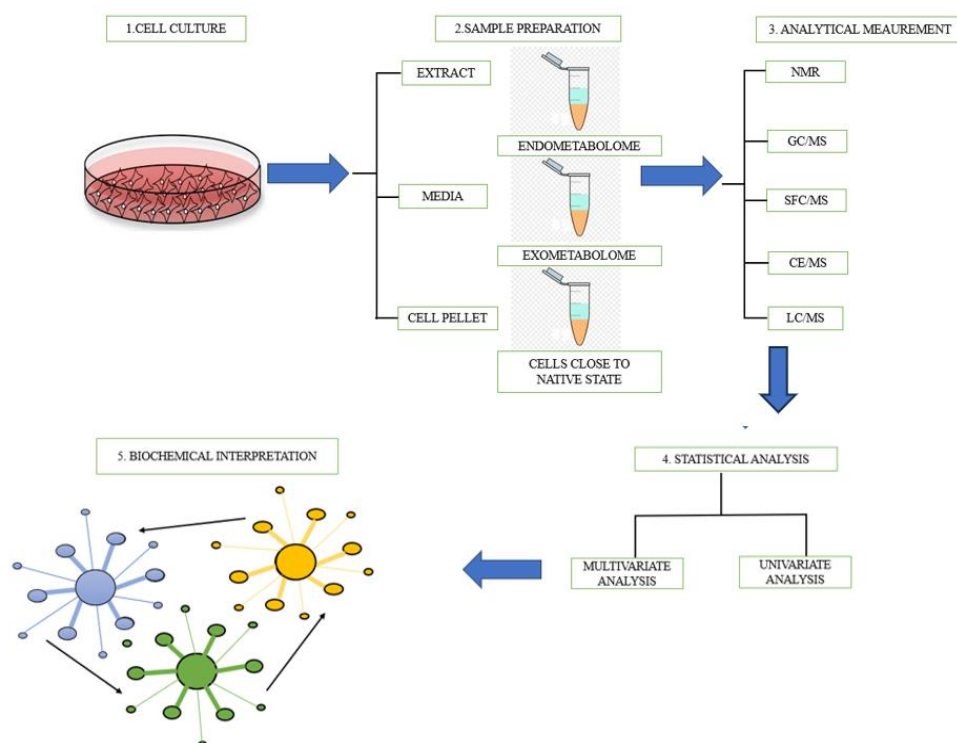 1.CELL CULTURE
2.SAMPLE PREPARATION
3. ANALYTICAL MEAUREMENT
EXTRACT
ENDOMETABOLOME
MEDIA
EXOMETABOLOME
CELL PELLET
CELLS CLOSE TO
NATIVE STATE
NMR
GC/MS
SFC/MS
CE/MS
LC/MS
4. STATISTICAL ANALYSIS
MULTIVARIATE
ANALYSIS
UNIVARIATE
ANALYSIS
5. BIOCHEMICAL INTERPRETATION